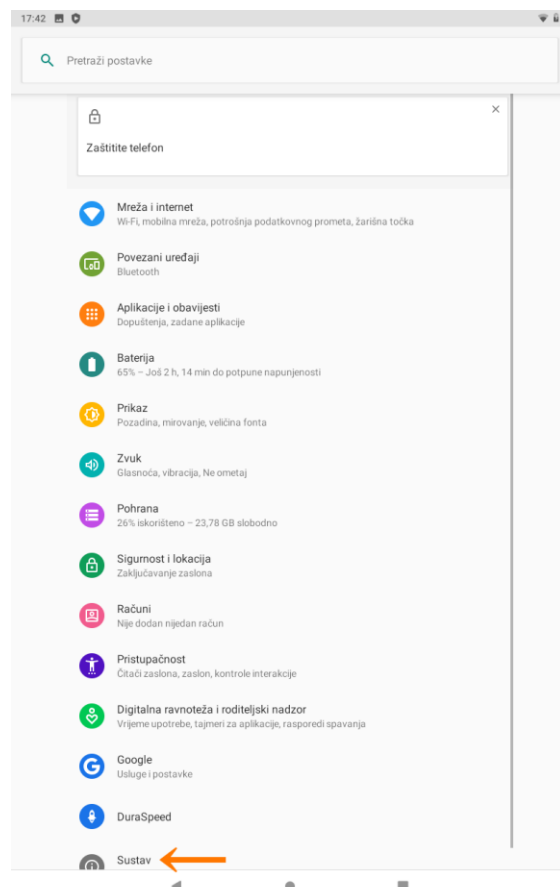 17:42
Pretraži postavke
Zaštitite telefon
Mreža i internet
Wi-Fi, mobilna mreža, potrošnja podatkovnog prometa, žarišna točka
Povezani uređaji
Bluetooth
Aplikacije i obavijesti
Dopuštenja, zadane aplikacije
Baterija
65% – Još 2 h, 14 min do potpune napunjenosti
Prikaz
Pozadina, mirovanje, veličina fonta
Zvuk
Glasnoća, vibracija, Ne ometaj
Pohrana
26% iskorišteno – 23,78 GB slobodno
Sigurnost i lokacija
Zaključavanje zaslona
Računi
Nije dodan nijedan račun
Pristupačnost
Čitači zaslona, zaslon, kontrole interakcije
Digitalna ravnoteža i roditeljski nadzor
Vrijeme upotrebe, tajmeri za aplikacije, rasporedi spavanja
Google
Usluge i postavke
DuraSpeed
Sustav